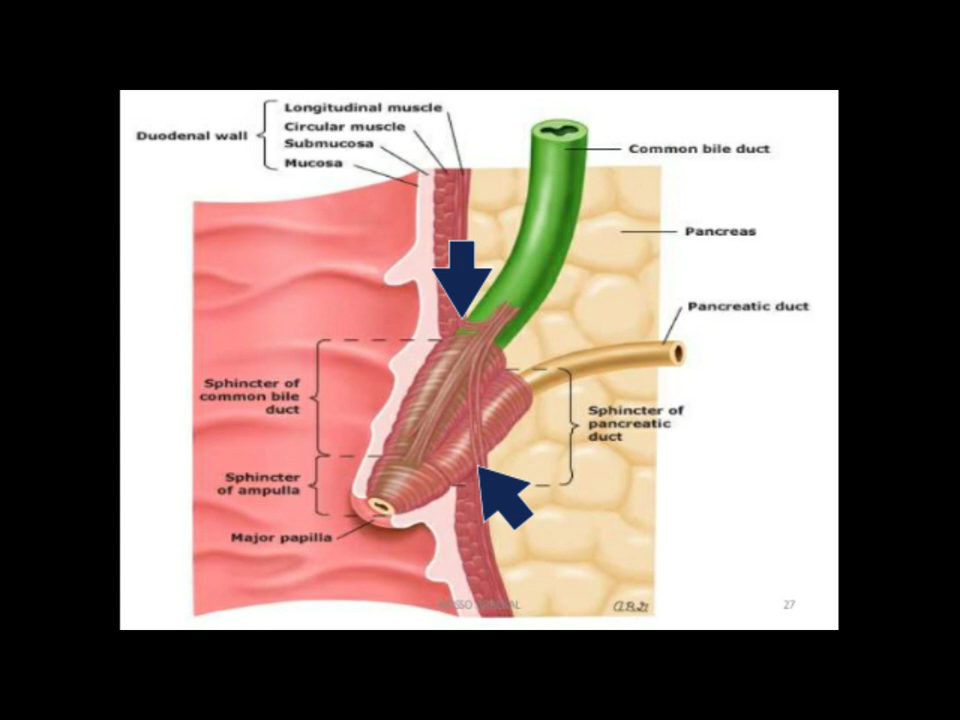 Longitudinal muscle
Circular muscle
Duodenal wall
Submucosa
Mucosa
Common bile duct
Pancreas
Pancreatic duct
Sphincter of
common bile
duct
Sphincter of
pancreatic
duct
Sphincter
of ampulla
Major papilla
27